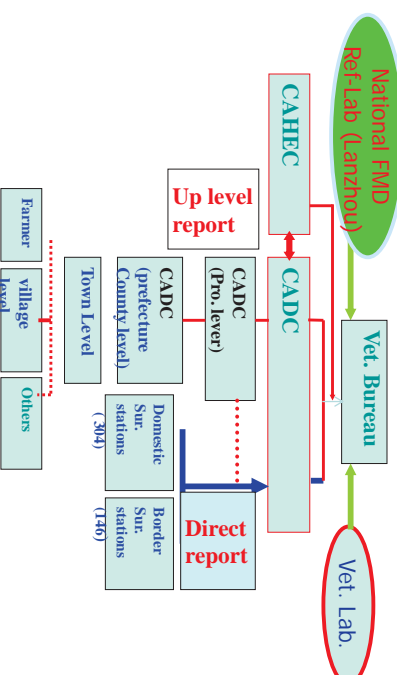 National FMD
Ref-Lab (Lanzhou)
Vet. Bureau
Vet. Lab.
CAHEC
CADC
Up level
report
CADC
(Pro. lever)
Direct
report
CADC
(prefecture
County level)
Domestic
Sur.
stations
( 304)
Border
Sur.
stations
(146)
Town Level
Farmer
village
level
Others